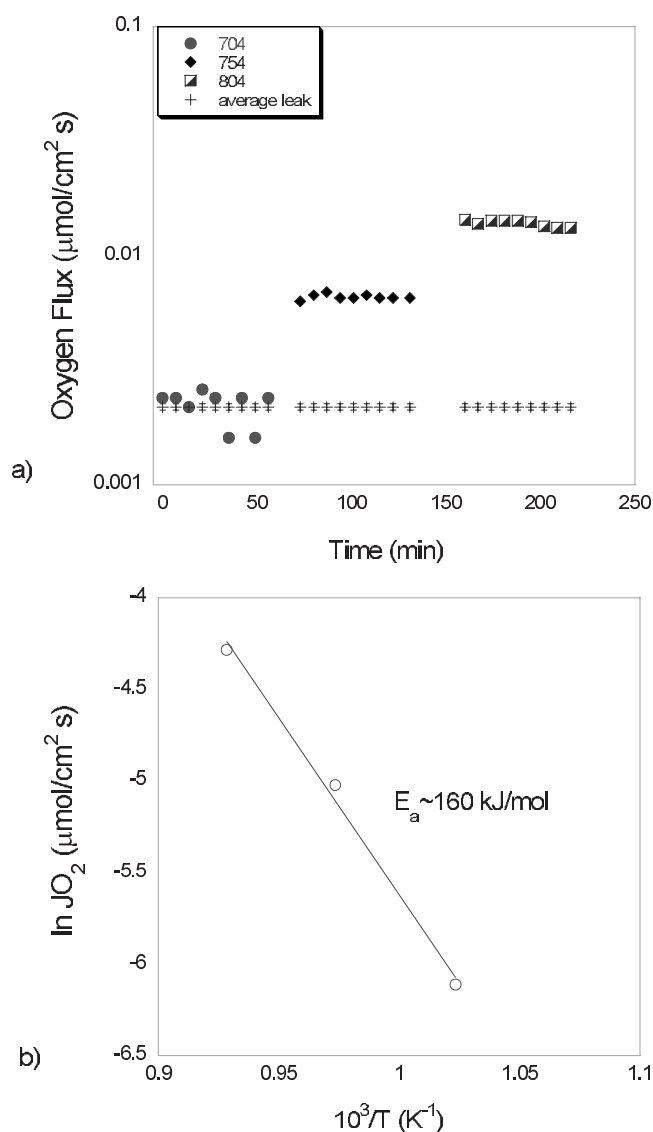 0.1
704
754
804
average leak
Oxygen Flux (μmol/cm² s)
0.01
0.001
a)
0 50 100 150 200 250
Time (min)
-4
-4.5
-5
-5.5
-6
-6.5
ln JO₂ (μmol/cm² s)
Eₐ~160 kJ/mol
b)
0.9 0.95 1 1.05 1.1
10³/T (K⁻¹)